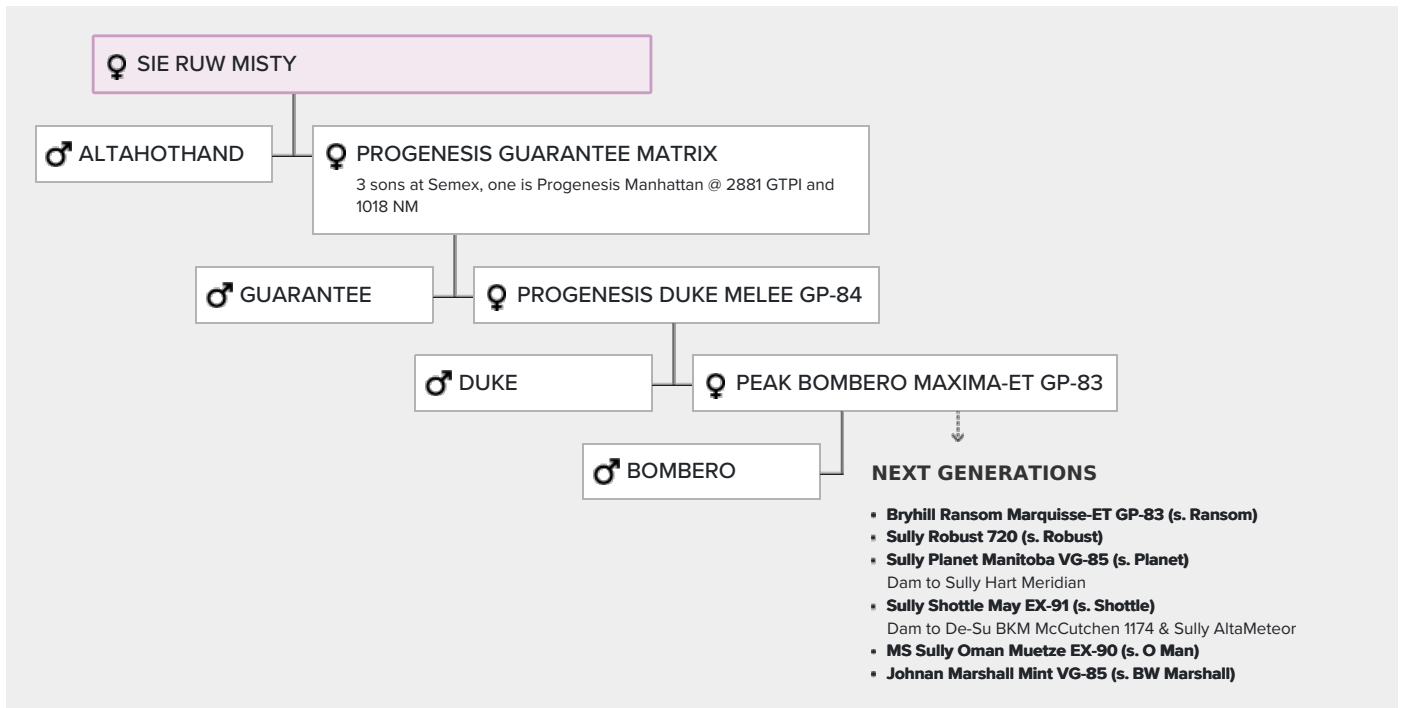 SIE RUW MISTY
ALTAHOTHAND
PROGENESIS GUARANTEE MATRIX
3 sons at Semex, one is Progenesis Manhattan @ 2881 GTPI and
1018 NM
GUARANTEE
PROGENESIS DUKE MELEE GP-84
DUKE
PEAK BOMBERO MAXIMA-ET GP-83
BOMBERO
NEXT GENERATIONS
Bryhill Ransom Marquisse-ET GP-83 (s. Ransom)
Sully Robust 720 (s. Robust)
Sully Planet Manitoba VG-85 (s. Planet)
Dam to Sully Hart Meridian
Sully Shottle May EX-91 (s. Shottle)
Dam to De-Su BKM McCutchen 1174 & Sully AltaMeteor
MS Sully Oman Muetze EX-90 (s. O Man)
Johnan Marshall Mint VG-85 (s. BW Marshall)